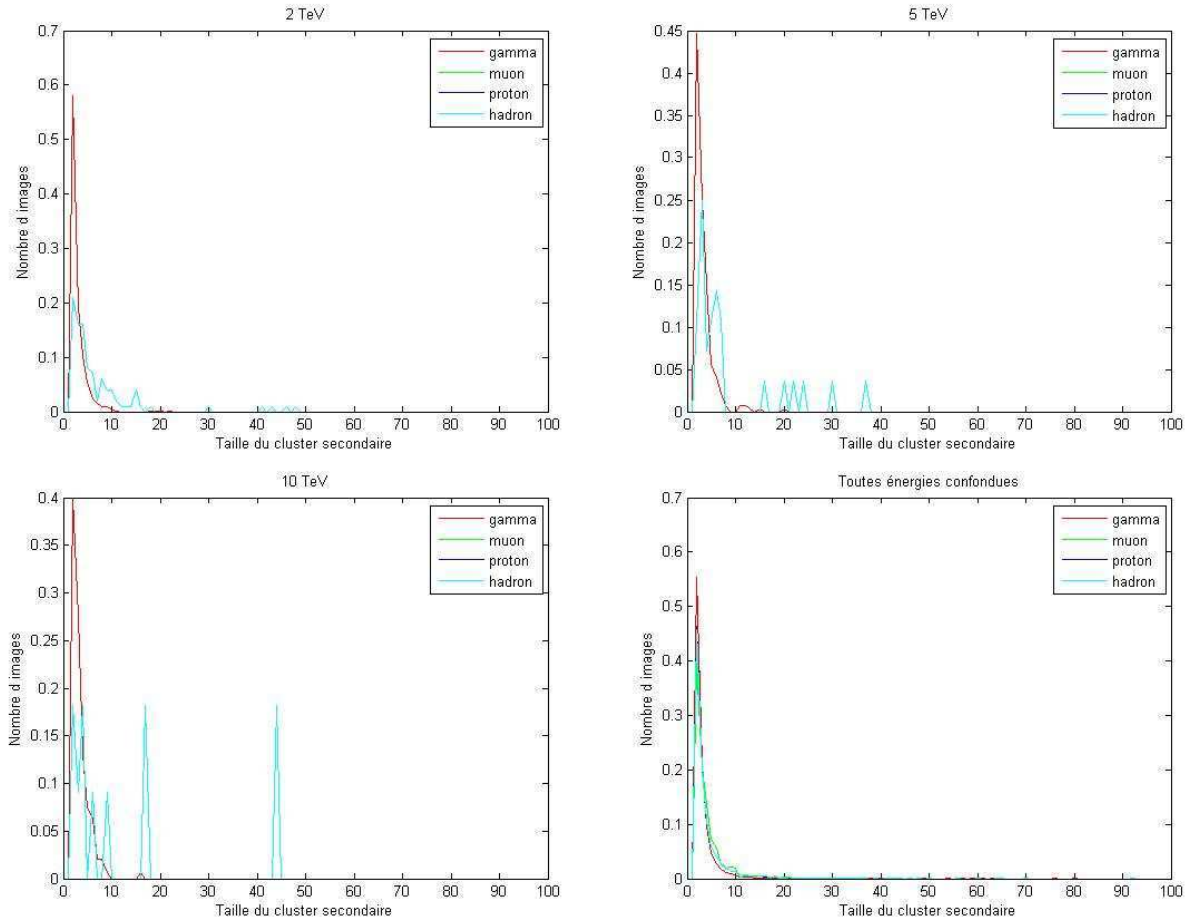 2 TeV
0.7
0.6
0.5
0.4
0.3
0.2
0.1
0
Nombre d images
gamma
muon
proton
hadron
0 10 20 30 40 50 60 70 80 90 100
Taille du cluster secondaire
5 TeV
0.45
0.4
0.35
0.3
0.25
0.2
0.15
0.1
0.05
0
Nombre d images
gamma
muon
proton
hadron
0 10 20 30 40 50 60 70 80 90 100
Taille du cluster secondaire
10 TeV
0.4
0.35
0.3
0.25
0.2
0.15
0.1
0.05
0
Nombre d images
gamma
muon
proton
hadron
0 10 20 30 40 50 60 70 80 90 100
Taille du cluster secondaire
Toutes énergies confondues
0.7
0.6
0.5
0.4
0.3
0.2
0.1
0
Nombre d images
gamma
muon
proton
hadron
0 10 20 30 40 50 60 70 80 90 100
Taille du cluster secondaire